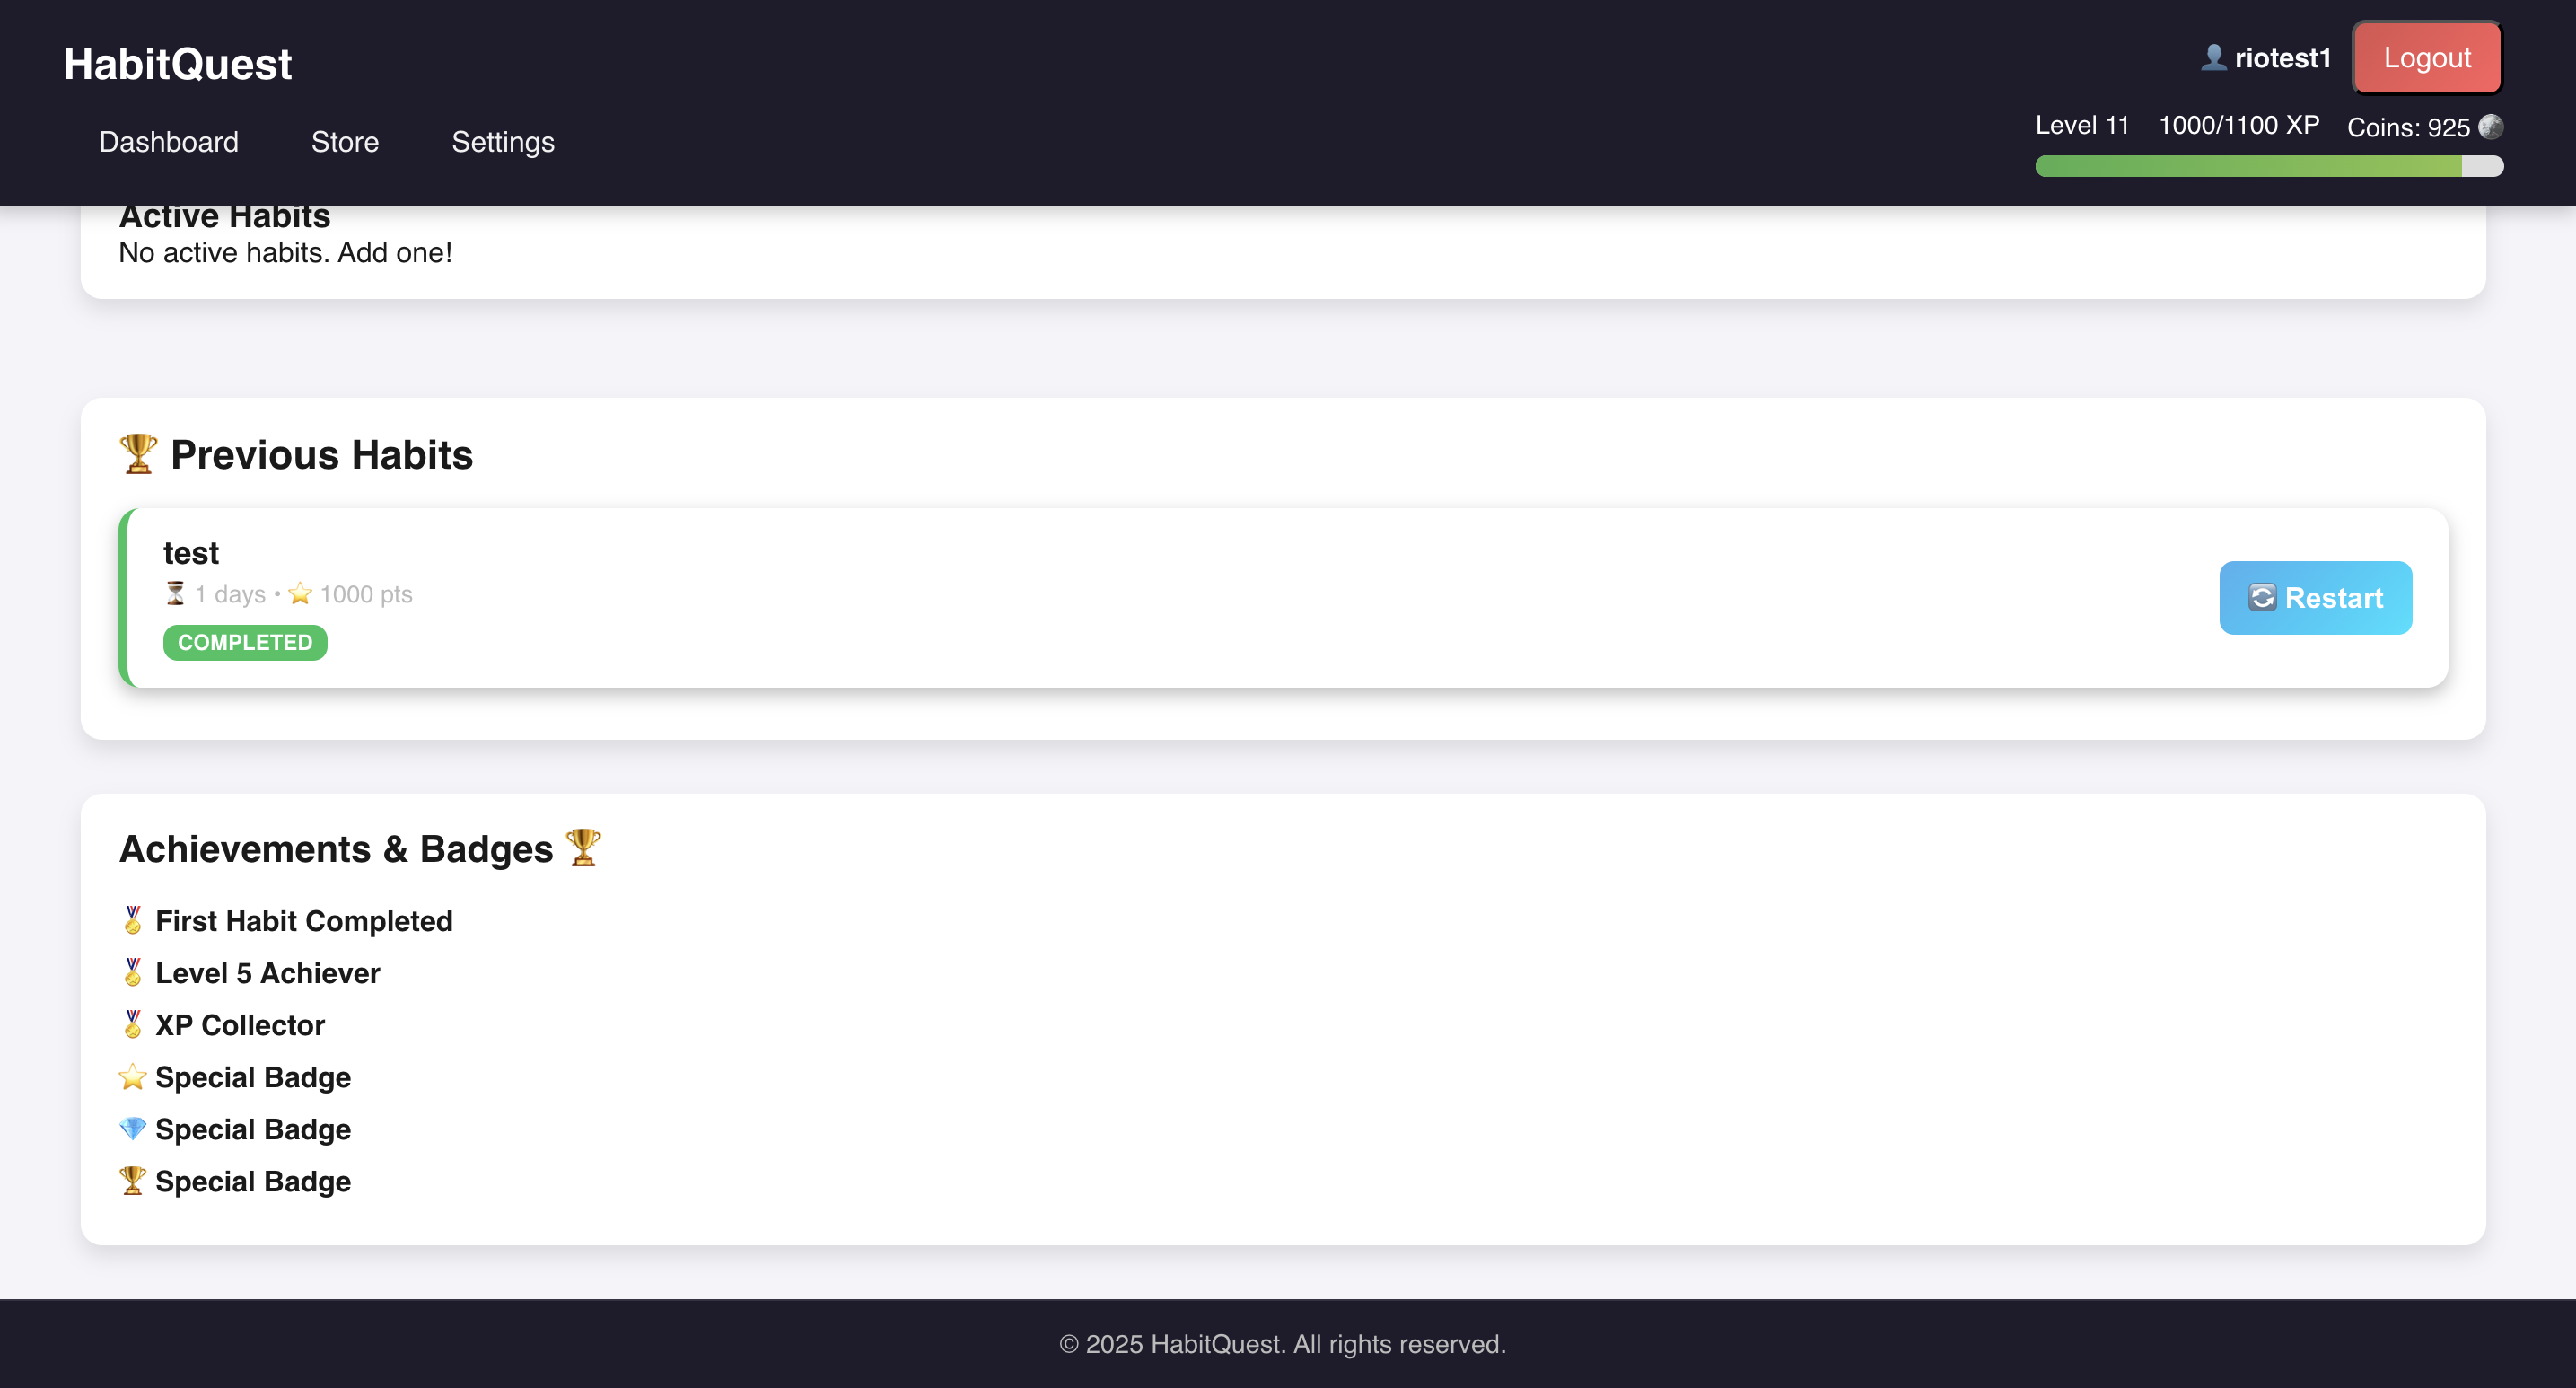 HabitQuest
👤 riotest1
Logout
Dashboard
Store
Settings
Level 11
1000/1100 XP
Coins: 925
Active Habits
No active habits. Add one!
🏆 Previous Habits
test
⏳ 1 days • ⭐ 1000 pts
COMPLETED
🔄 Restart
Achievements & Badges 🏆
🏅 First Habit Completed
🏅 Level 5 Achiever
🏅 XP Collector
⭐ Special Badge
💎 Special Badge
🏆 Special Badge
© 2025 HabitQuest. All rights reserved.